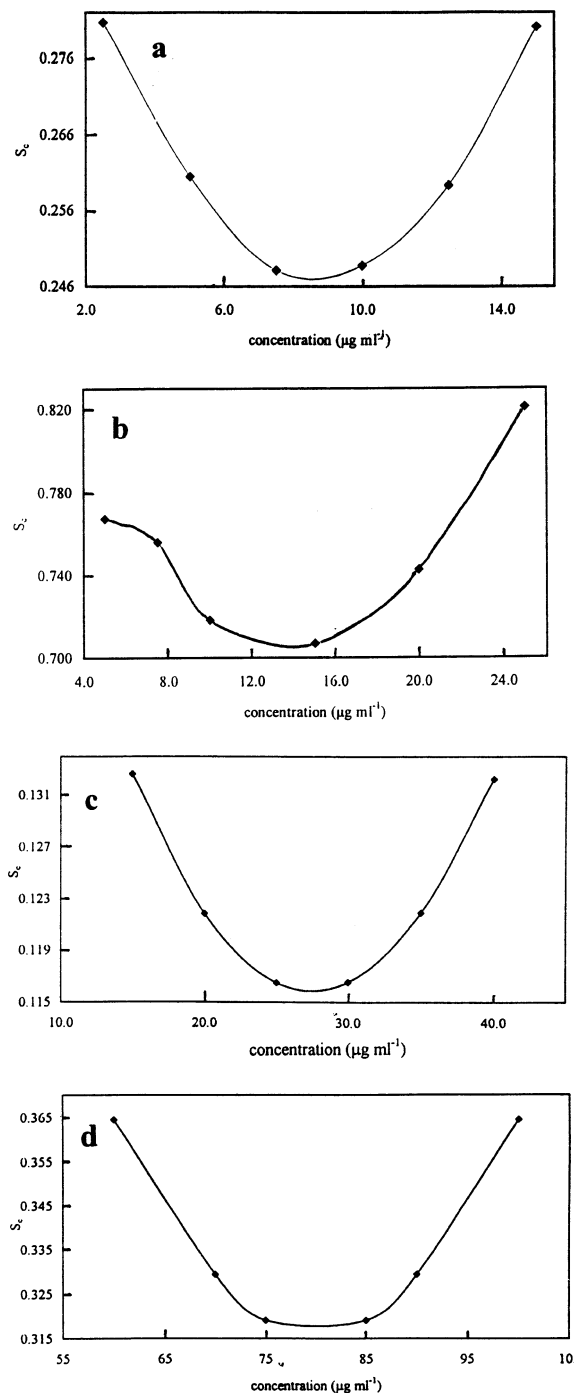 a
0.276
0.266
0.256
0.246
S_c
2.0 6.0 10.0 14.0
concentration (µg ml⁻¹)
b
0.820
0.780
0.740
0.700
S_c
4.0 8.0 12.0 16.0 20.0 24.0
concentration (µg ml⁻¹)
c
0.131
0.127
0.123
0.119
0.115
S_c
10.0 20.0 30.0 40.0
concentration (µg ml⁻¹)
d
0.365
0.355
0.345
0.335
0.325
0.315
S_c
55 65 75 85 95 10
concentration (µg ml⁻¹)